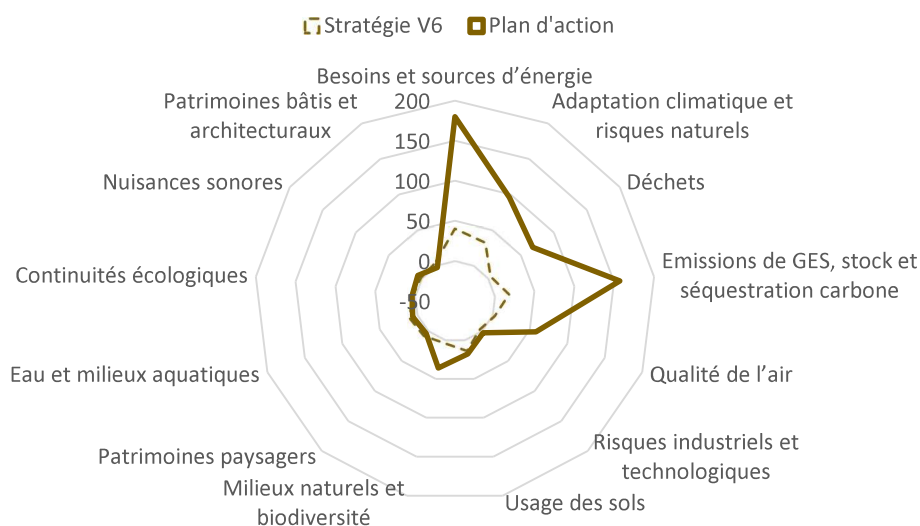 Stratégie V6 Plan d'action
Besoins et sources d’énergie
Adaptation climatique et
risques naturels
Déchets
Emissions de GES, stock et
séquestration carbone
Qualité de l’air
Risques industriels et
technologiques
Usage des sols
Milieux naturels et
biodiversité
Patrimoines paysagers
Eau et milieux aquatiques
Continuités écologiques
Nuisances sonores
Patrimoines bâtis et
architecturaux
200
150
100
50
0
-50